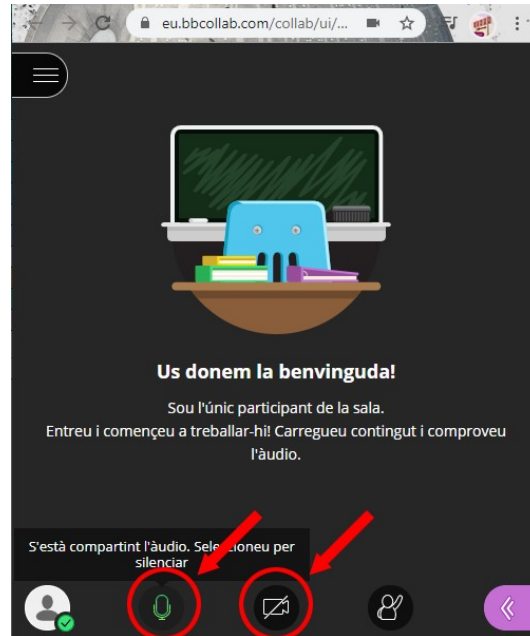 eu.bbcollab.com/collab/ui/...
Us donem la benvinguda!
Sou l'únic participant de la sala.
Entreu i començeu a treballar-hi! Carregueu contingut i comproveu
l'àudio.
S'està compartint l'àudio. Seleccioneu per
silenciar